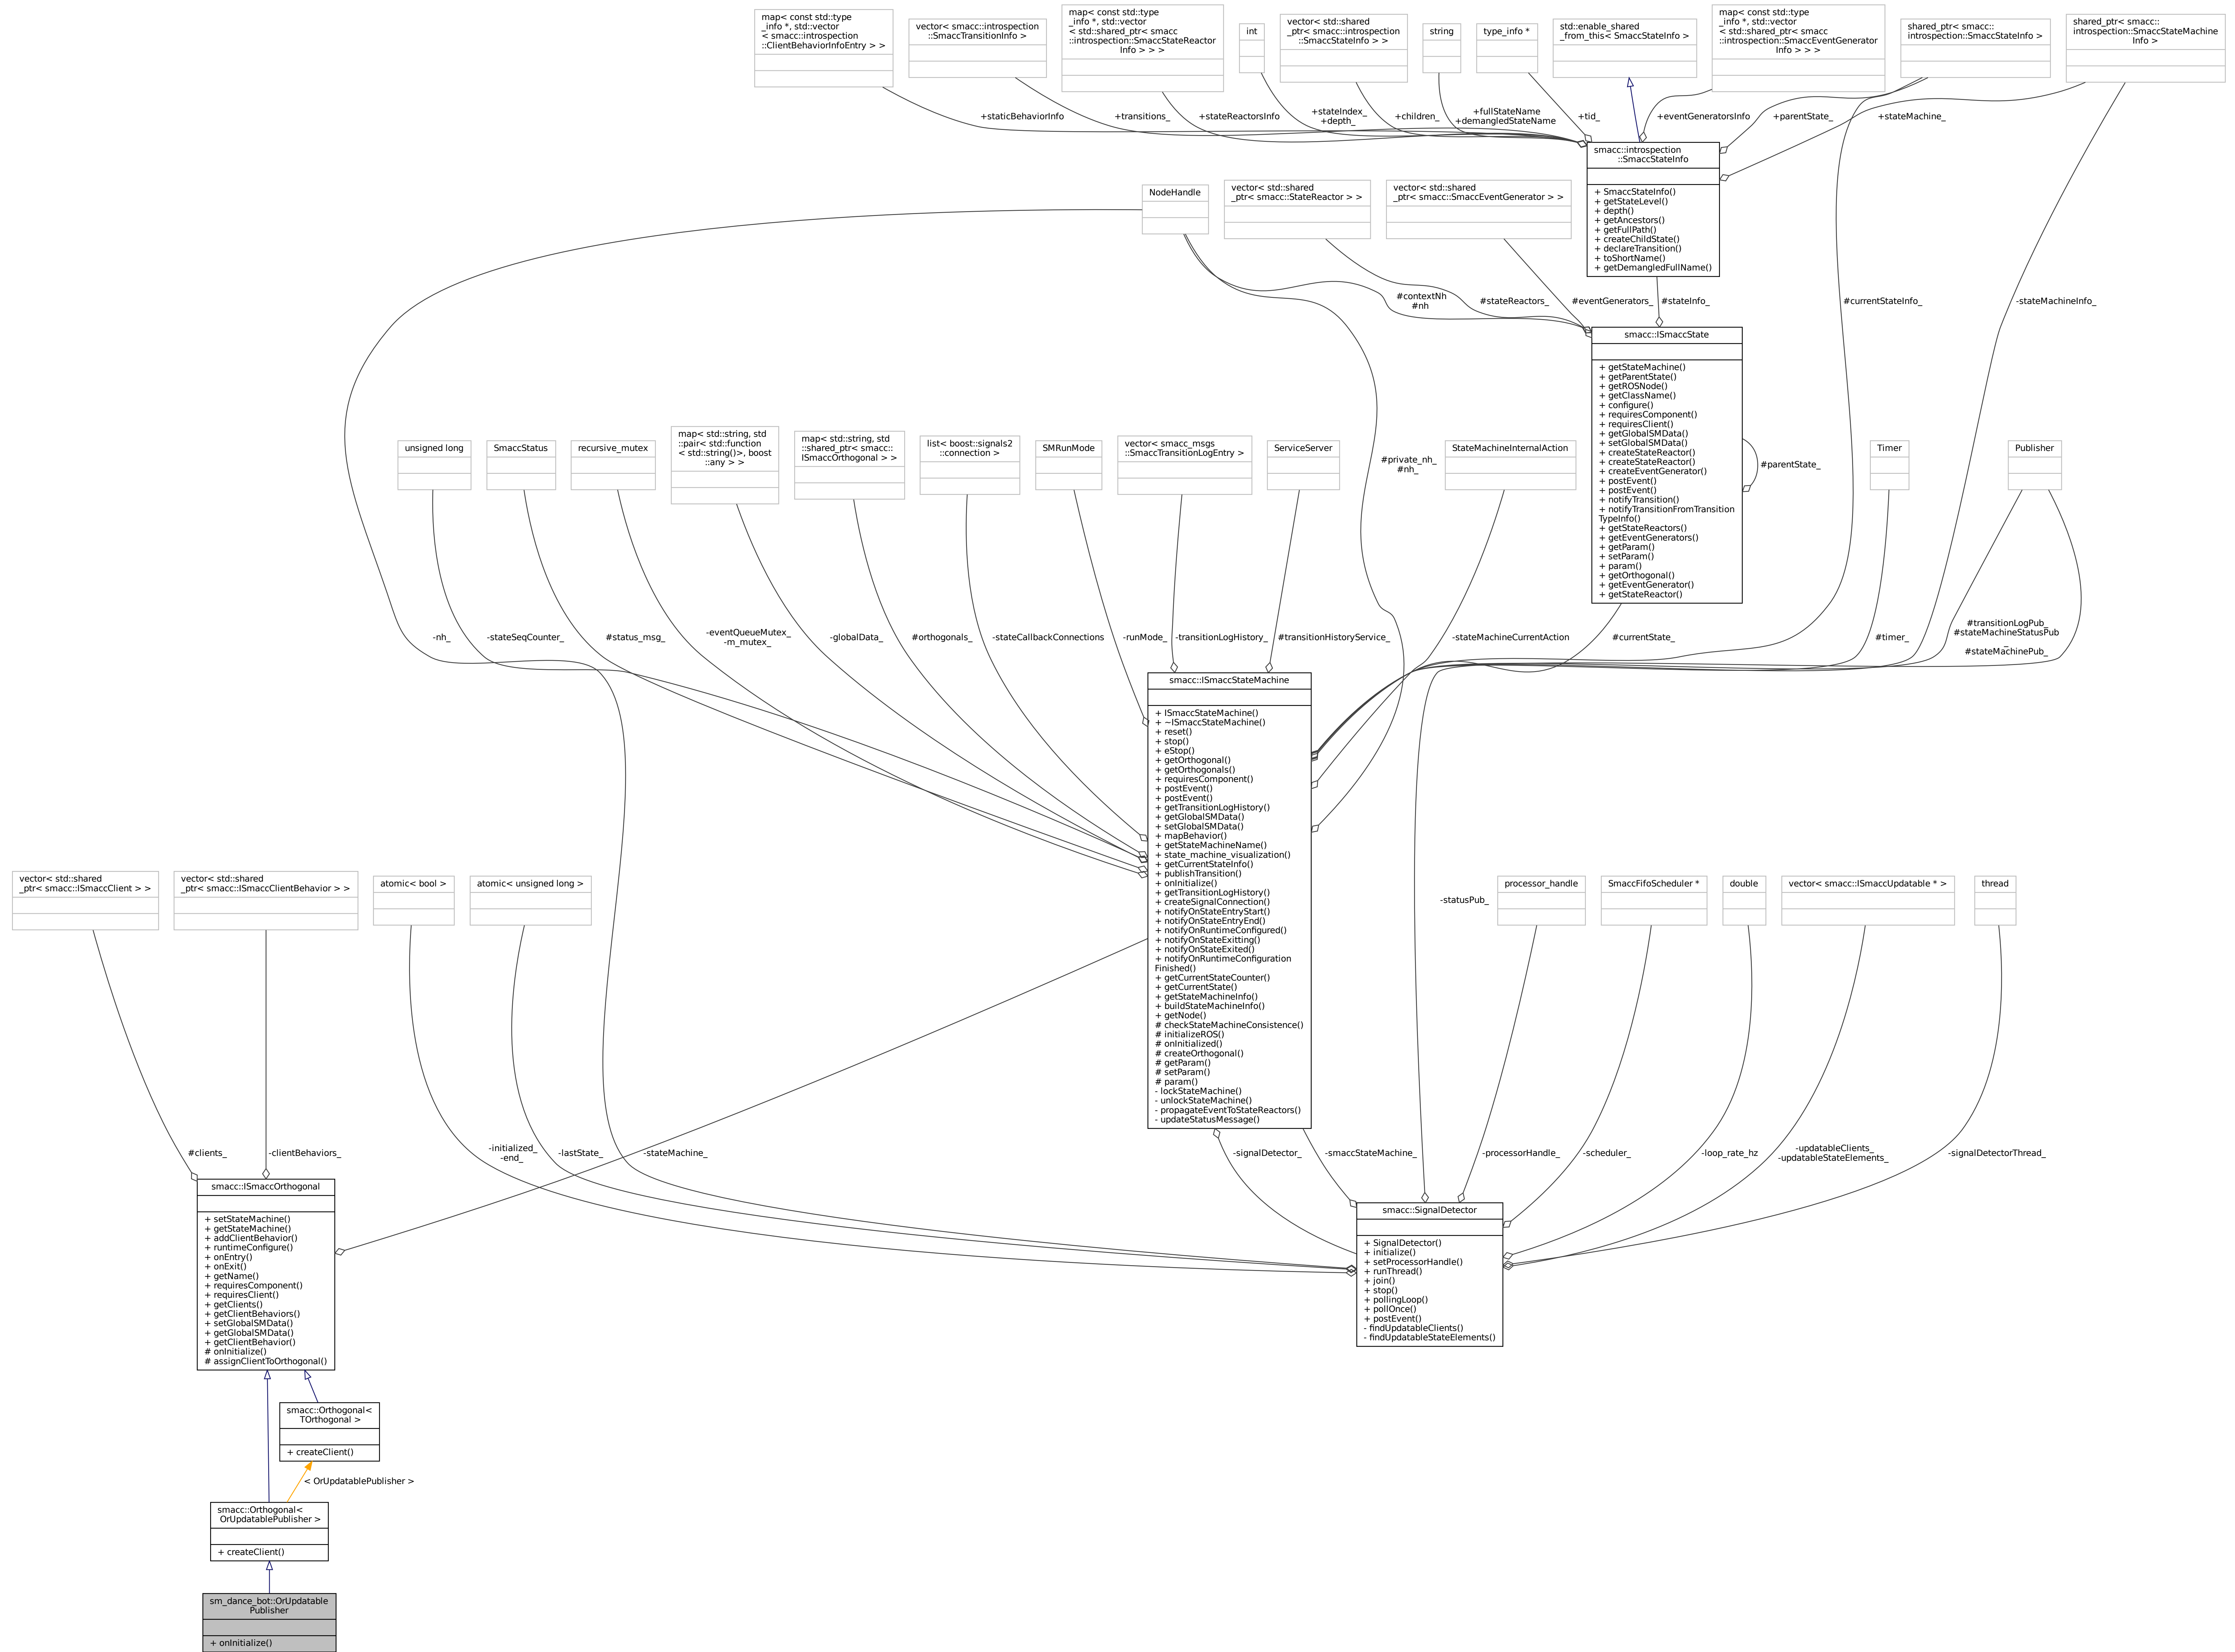 map< const std::type
_info *, std::vector
< smacc::introspection
::ClientBehaviorInfoEntry > >
vector< smacc::introspection
::SmaccTransitionInfo >
map< const std::type
_info *, std::vector
< std::shared_ptr< smacc
::introspection::SmaccStateReactor
Info > > >
int
vector< std::shared
_ptr< smacc::introspection
::SmaccStateInfo > >
string
type_info *
std::enable_shared
_from_this< SmaccStateInfo >
map< const std::type
_info *, std::vector
< std::shared_ptr< smacc
::introspection::SmaccEventGenerator
Info > > >
shared_ptr< smacc::
introspection::SmaccStateInfo >
shared_ptr< smacc::
introspection::SmaccStateMachine
Info >
+staticBehaviorInfo
+transitions_
+stateReactorsInfo
+stateIndex_
+depth_
+children_
+fullStateName
+demangledStateName
+tid_
+eventGeneratorsInfo
+parentState_
+stateMachine_
smacc::introspection
::SmaccStateInfo
+ SmaccStateInfo()
+ getStateLevel()
+ depth()
+ getAncestors()
+ getFullPath()
+ createChildState()
+ declareTransition()
+ toShortName()
+ getDemangledFullName()
NodeHandle
vector< std::shared
_ptr< smacc::StateReactor > >
vector< std::shared
_ptr< smacc::SmaccEventGenerator > >
#contextNh
#nh
#stateReactors_
#eventGenerators_
#stateInfo_
#currentStateInfo_
-stateMachineInfo_
smacc::ISmaccState
+ getStateMachine()
+ getParentState()
+ getROSNode()
+ getClassName()
+ configure()
+ requiresComponent()
+ requiresClient()
+ getGlobalSMData()
+ setGlobalSMData()
+ createStateReactor()
+ createStateReactor()
+ createEventGenerator()
+ postEvent()
+ postEvent()
+ notifyTransition()
+ notifyTransitionFromTransition
TypeInfo()
+ getStateReactors()
+ getEventGenerators()
+ getParam()
+ setParam()
+ param()
+ getOrthogonal()
+ getEventGenerator()
+ getStateReactor()
#parentState_
unsigned long
SmaccStatus
recursive_mutex
map< std::string, std
::pair< std::function
< std::string()>, boost
::any > >
map< std::string, std
::shared_ptr< smacc::
ISmaccOrthogonal > >
list< boost::signals2
::connection >
SMRunMode
vector< smacc_msgs
::SmaccTransitionLogEntry >
ServiceServer
#private_nh_
#nh_
StateMachineInternalAction
Timer
Publisher
-nh_
-stateSeqCounter_
#status_msg_
-eventQueueMutex_
-m_mutex_
-globalData_
#orthogonals_
-stateCallbackConnections
-runMode_
-transitionLogHistory_
#transitionHistoryService_
-stateMachineCurrentAction
#currentState_
#timer_
#transitionLogPub_
#stateMachineStatusPub
_
#stateMachinePub_
smacc::ISmaccStateMachine
+ ISmaccStateMachine()
+ ~ISmaccStateMachine()
+ reset()
+ stop()
+ eStop()
+ getOrthogonal()
+ getOrthogonals()
+ requiresComponent()
+ postEvent()
+ postEvent()
+ getTransitionLogHistory()
+ getGlobalSMData()
+ setGlobalSMData()
+ mapBehavior()
+ getStateMachineName()
+ state_machine_visualization()
+ getCurrentStateInfo()
+ publishTransition()
+ onInitialize()
+ getTransitionLogHistory()
+ createSignalConnection()
+ notifyOnStateEntryStart()
+ notifyOnStateEntryEnd()
+ notifyOnRuntimeConfigured()
+ notifyOnStateExitting()
+ notifyOnStateExited()
+ notifyOnRuntimeConfiguration
Finished()
+ getCurrentStateCounter()
+ getCurrentState()
+ getStateMachineInfo()
+ buildStateMachineInfo()
+ getNode()
# checkStateMachineConsistence()
# initializeROS()
# onInitialized()
# createOrthogonal()
# getParam()
# setParam()
# param()
- lockStateMachine()
- unlockStateMachine()
- propagateEventToStateReactors()
- updateStatusMessage()
vector< std::shared
_ptr< smacc::ISmaccClient > >
vector< std::shared
_ptr< smacc::ISmaccClientBehavior > >
atomic< bool >
atomic< unsigned long >
-statusPub_
processor_handle
SmaccFifoScheduler *
double
vector< smacc::ISmaccUpdatable * >
thread
#clients_
-clientBehaviors_
-initialized_
-end_
-lastState_
-stateMachine_
-signalDetector_
-smaccStateMachine_
-processorHandle_
-scheduler_
-loop_rate_hz
-updatableClients_
-updatableStateElements_
-signalDetectorThread_
smacc::ISmaccOrthogonal
+ setStateMachine()
+ getStateMachine()
+ addClientBehavior()
+ runtimeConfigure()
+ onEntry()
+ onExit()
+ getName()
+ requiresComponent()
+ requiresClient()
+ getClients()
+ getClientBehaviors()
+ setGlobalSMData()
+ getGlobalSMData()
+ getClientBehavior()
# onInitialize()
# assignClientToOrthogonal()
smacc::SignalDetector
+ SignalDetector()
+ initialize()
+ setProcessorHandle()
+ runThread()
+ join()
+ stop()
+ pollingLoop()
+ pollOnce()
+ postEvent()
- findUpdatableClients()
- findUpdatableStateElements()
smacc::Orthogonal<
TOrthogonal >
+ createClient()
< OrUpdatablePublisher >
smacc::Orthogonal<
OrUpdatablePublisher >
+ createClient()
sm_dance_bot::OrUpdatable
Publisher
+ onInitialize()